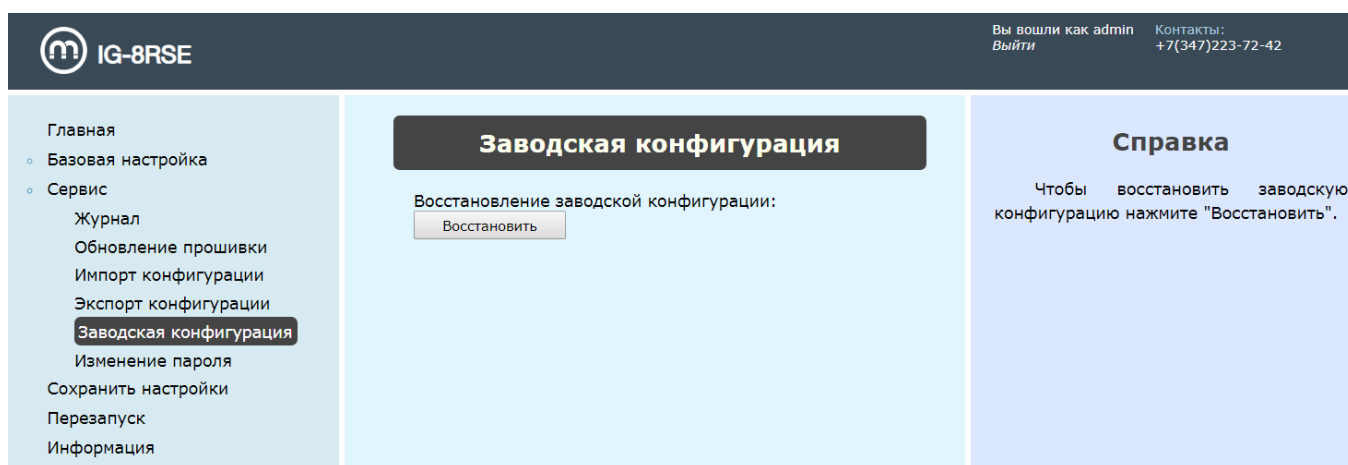 m IG-8RSE
Вы вошли как admin
Выйти
Контакты:
+7(347)223-72-42
Главная
Базовая настройка
Сервис
Журнал
Обновление прошивки
Импорт конфигурации
Экспорт конфигурации
Заводская конфигурация
Изменение пароля
Сохранить настройки
Перезапуск
Информация
Заводская конфигурация
Восстановление заводской конфигурации:
Восстановить
Справка
Чтобы восстановить заводскую
конфигурацию нажмите "Восстановить".